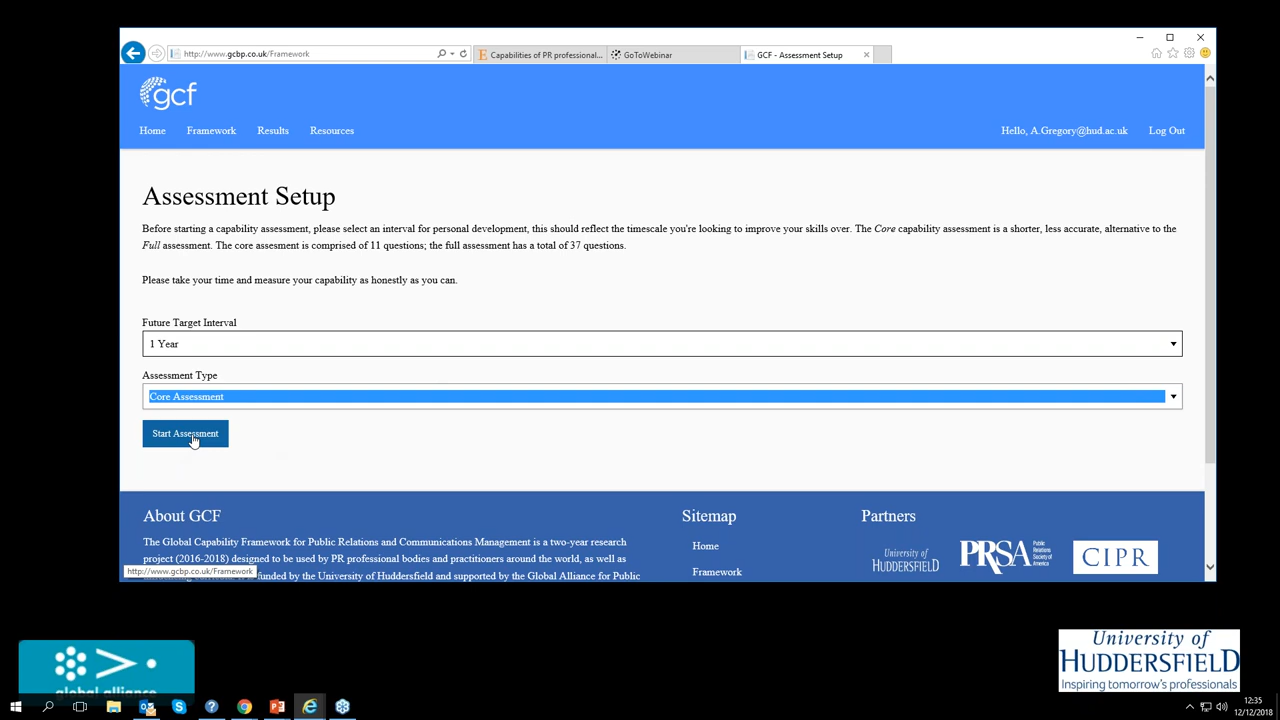 http://www.gcbp.co.uk/Framework
Capabilities of PR professional...
GoToWebinar
GCF - Assessment Setup
gcf
Home Framework Results Resources
Hello, A.Gregory@hud.ac.uk Log Out
Assessment Setup
Before starting a capability assessment, please select an interval for personal development, this should reflect the timescale you're looking to improve your skills over. The Core capability assessment is a shorter, less accurate, alternative to the
Full assessment. The core assesment is comprised of 11 questions; the full assessment has a total of 37 questions.
Please take your time and measure your capability as honestly as you can.
Future Target Interval
1 Year
Assessment Type
Core Assessment
Start Assessment
About GCF
The Global Capability Framework for Public Relations and Communications Management is a two-year research
project (2016-2018) designed to be used by PR professional bodies and practitioners around the world, as well as
funded by the University of Huddersfield and supported by the Global Alliance for Public
http://www.gcbp.co.uk/Framework
Sitemap
Home
Framework
Partners
University of
HUDDERSFIELD
PRSA
Public
Relations
Society of
America
CIPR
global alliance
University of
HUDDERSFIELD
Inspiring tomorrow's professionals
12:35
12/12/2018